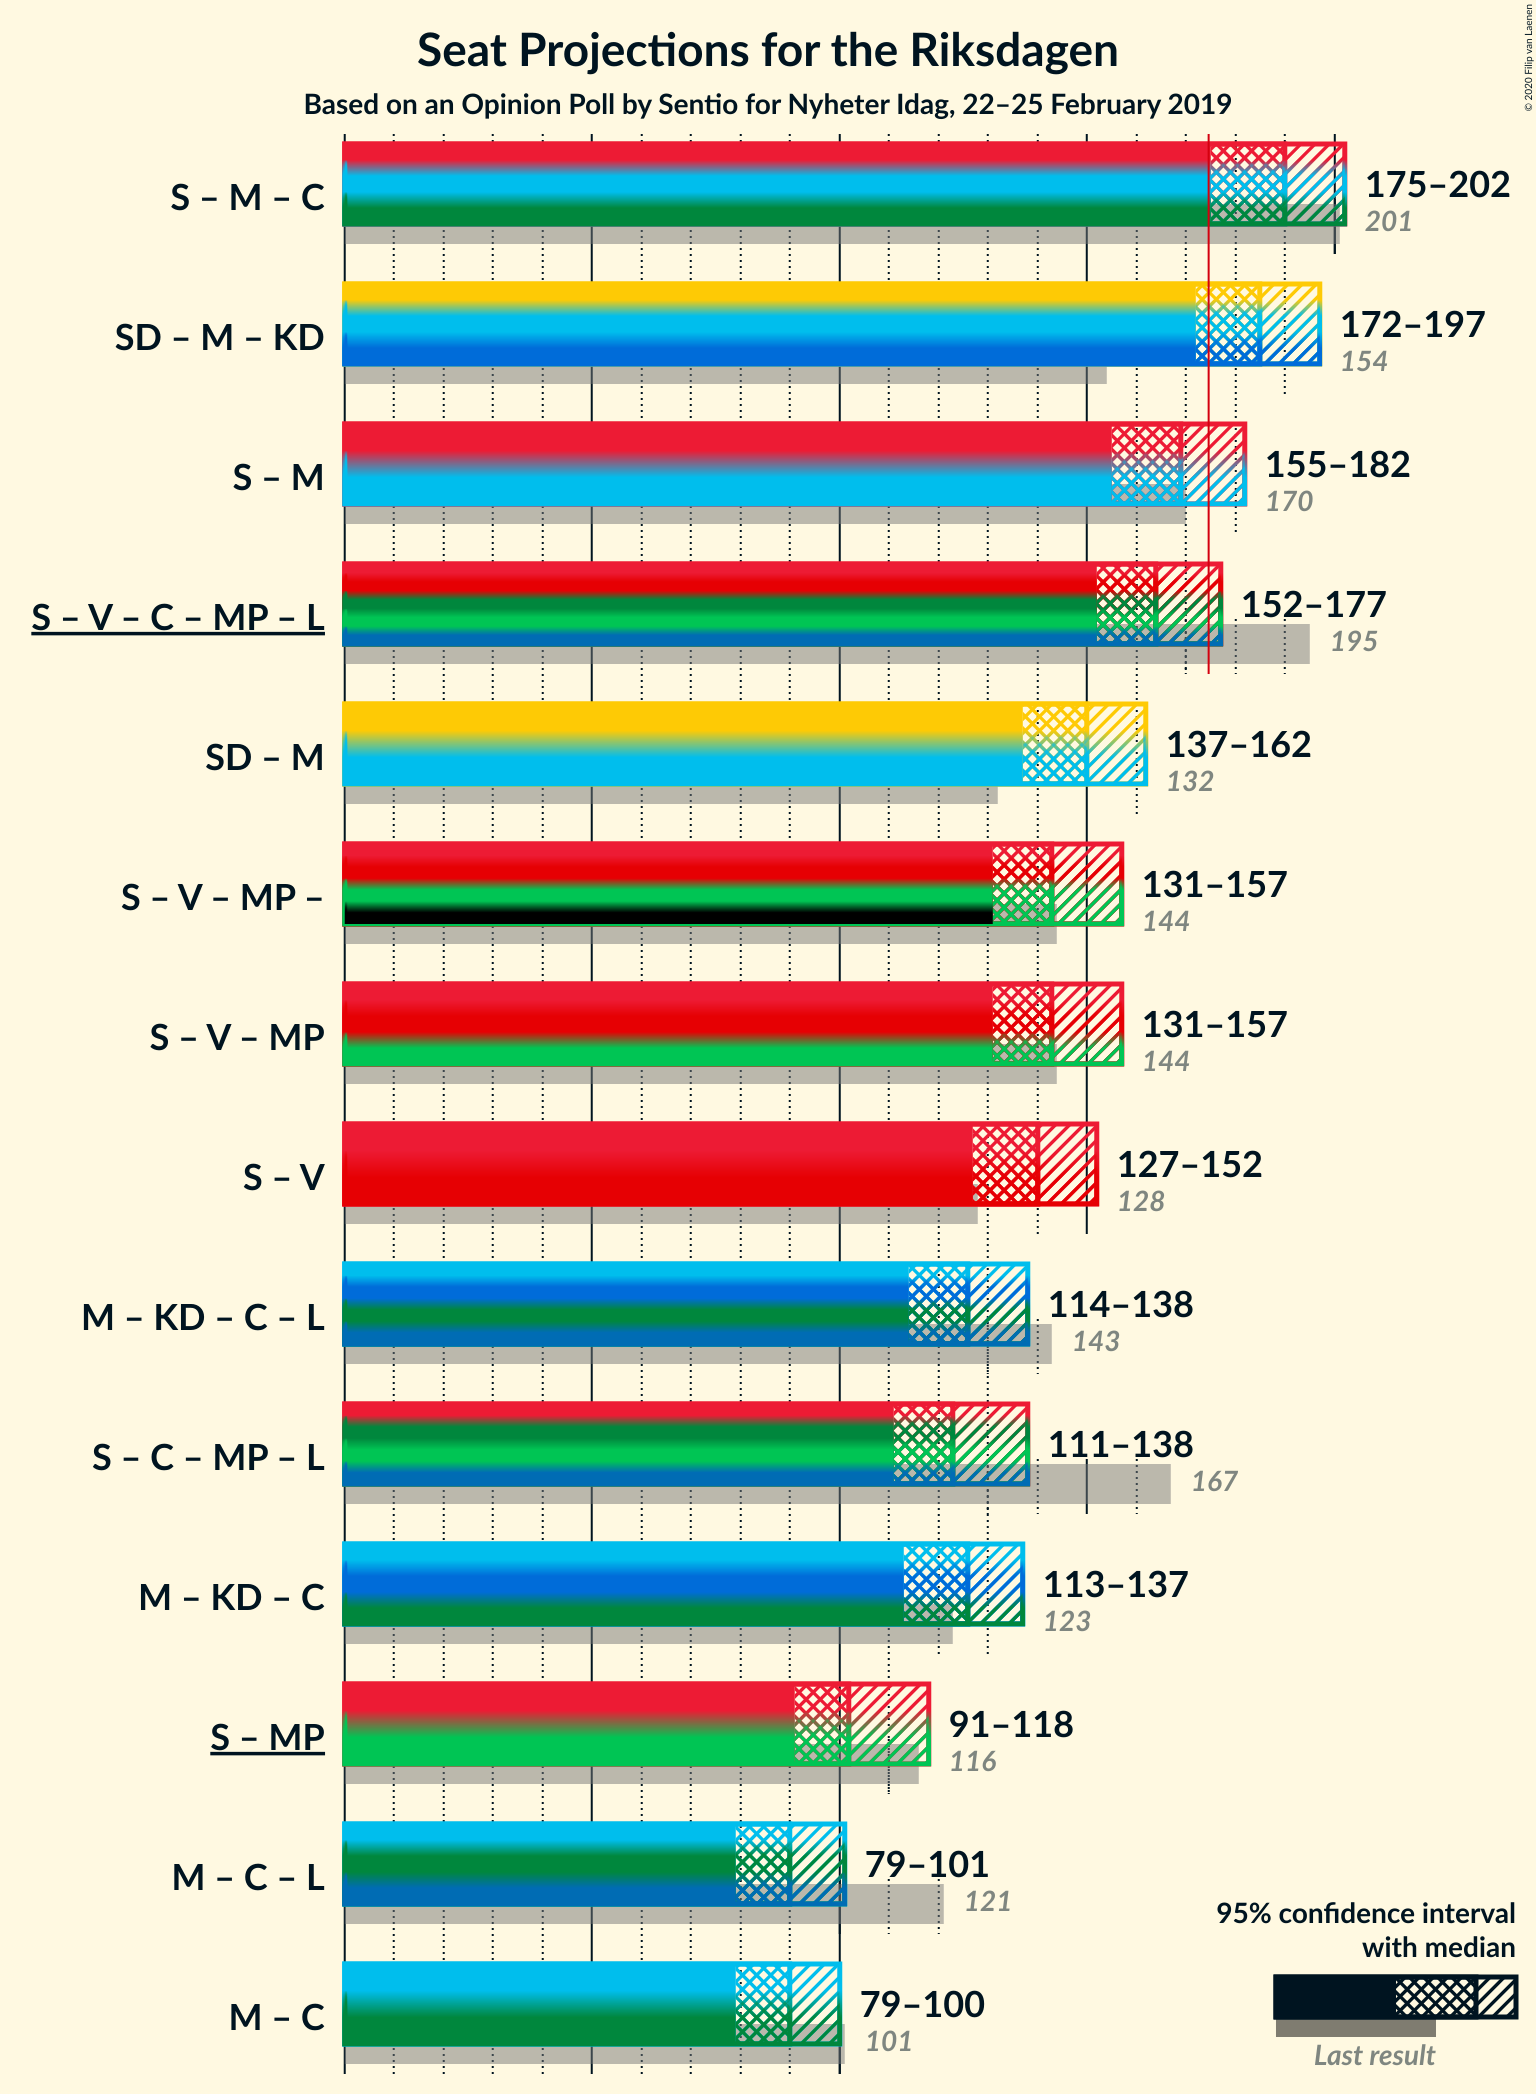 Seat Projections for the Riksdagen
Based on an Opinion Poll by Sentio for Nyheter Idag, 22–25 February 2019
© 2020 Filip van Laenen
S – M – C
175–202
201
SD – M – KD
172–197
154
S – M
155–182
170
S – V – C – MP – L
152–177
195
SD – M
137–162
132
S – V – MP –
131–157
144
S – V – MP
131–157
144
S – V
127–152
128
M – KD – C – L
114–138
143
S – C – MP – L
111–138
167
M – KD – C
113–137
123
S – MP
91–118
116
M – C – L
79–101
121
M – C
79–100
101
95% confidence interval
with median
Last result